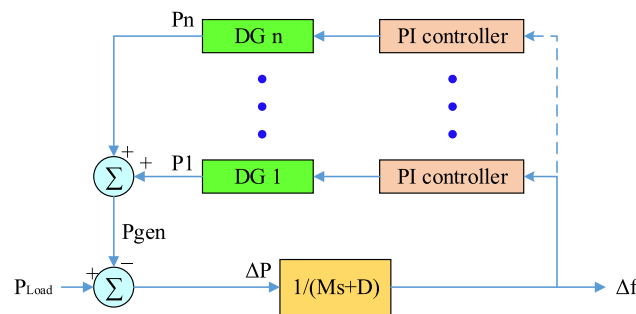 Pn
DG n
PI controller
+
+
P1
Σ
DG 1
PI controller
Pgen
−
+
PLoad
Σ
ΔP
1/(Ms+D)
Δf